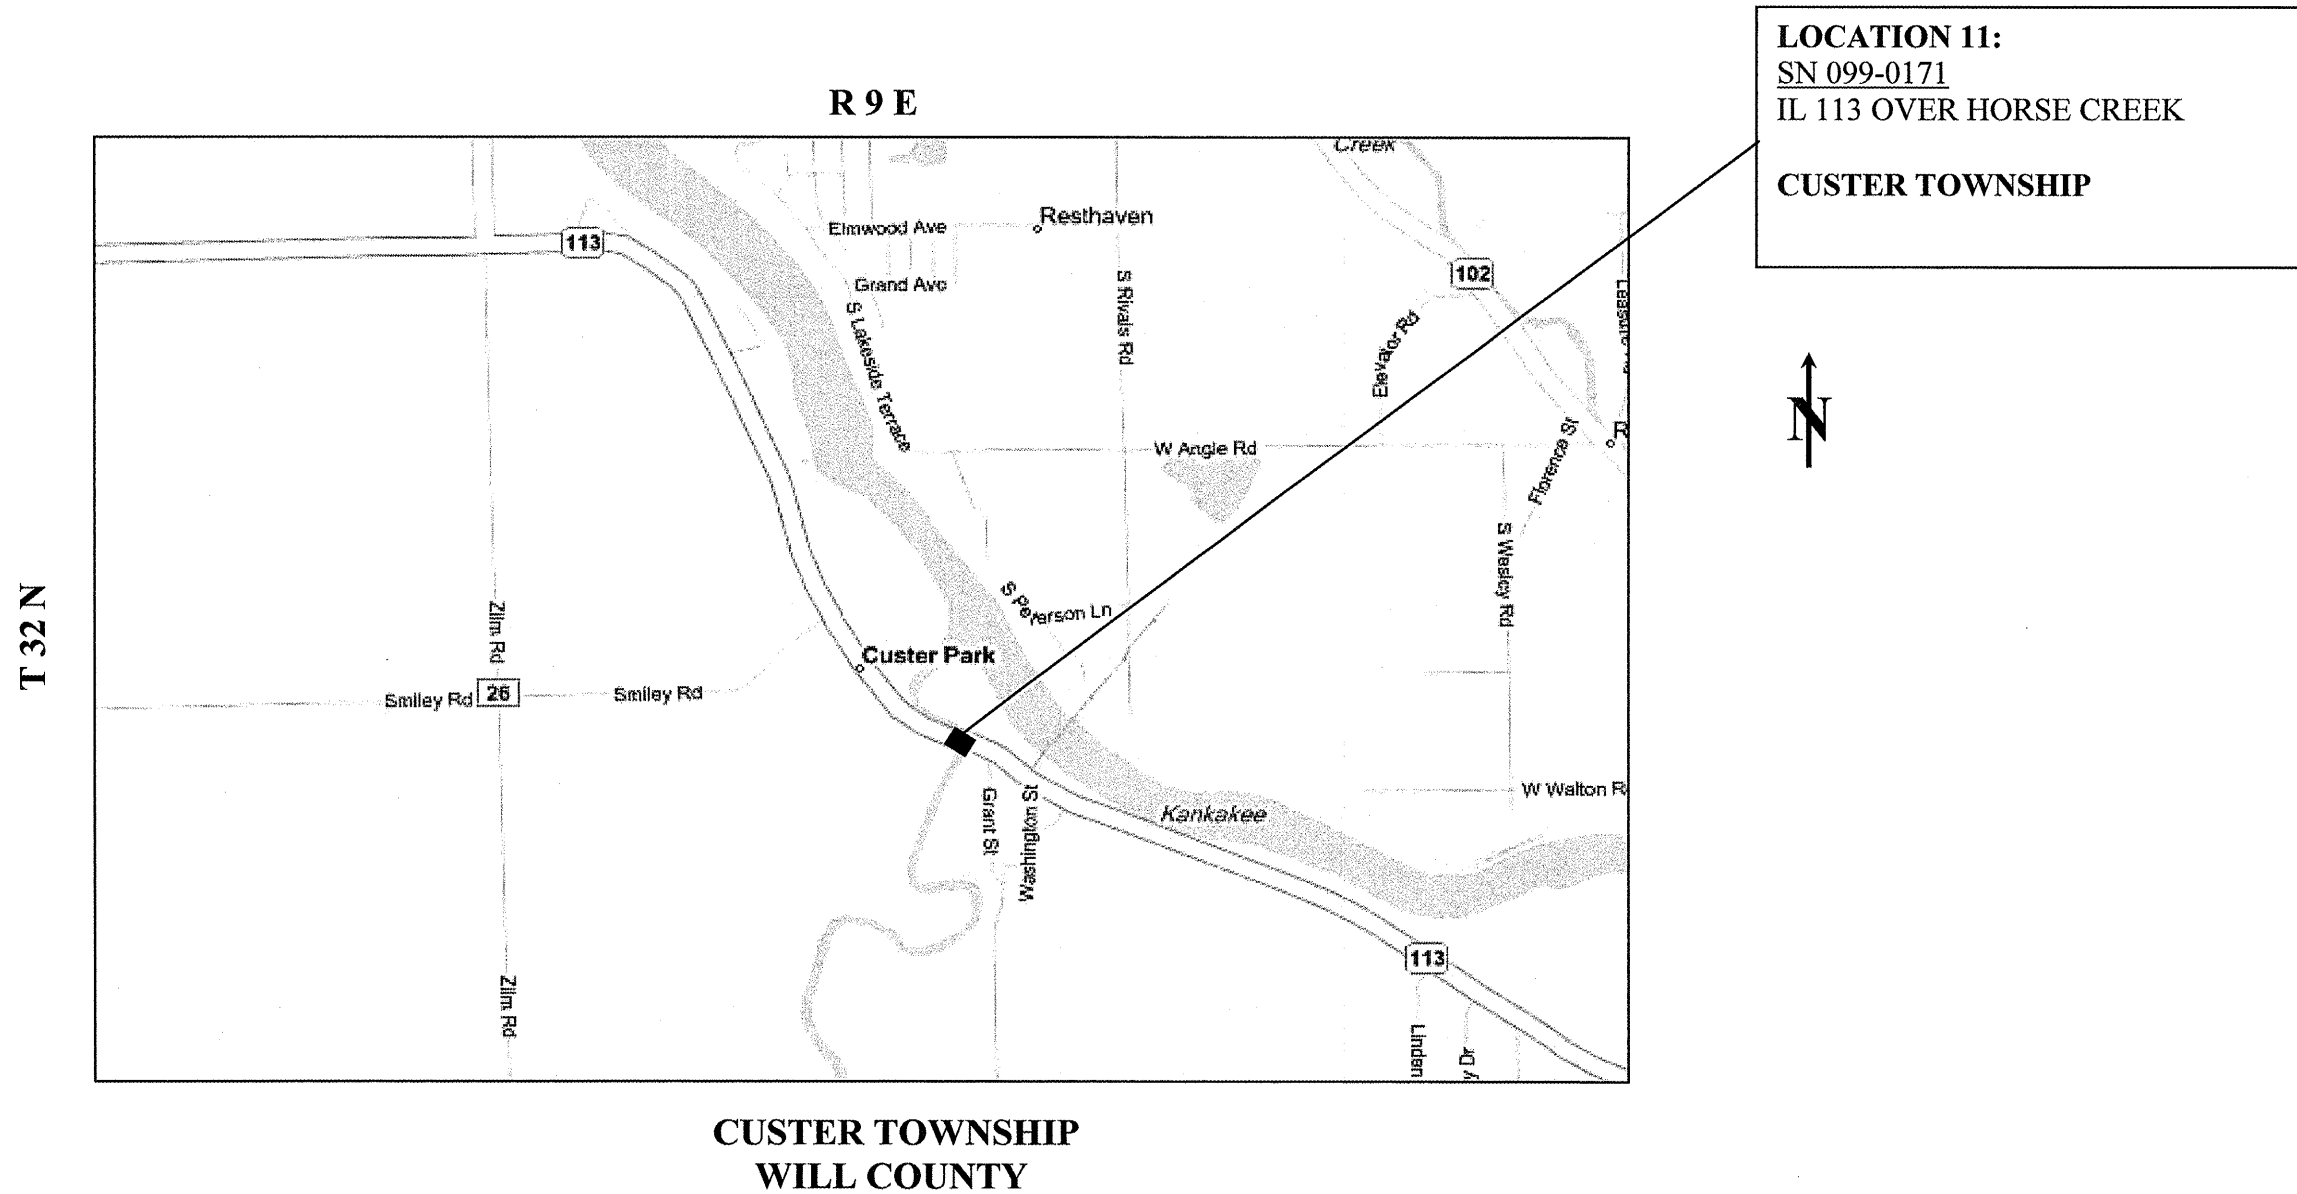 LOCATION 11:
SN 099-0171
IL 113 OVER HORSE CREEK
CUSTER TOWNSHIP
R 9 E
Creek
Resthaven
Elmwood Ave
113
102
Grand Ave
S Rivals Rd
S Lakeside Terrace
Elevator Rd
N
W Angle Rd
R
Florence St
S Wesley Rd
T 32 N
Zilm Rd
Custer Park
Smiley Rd
26
Smiley Rd
Grant St
Washington St
W Walton R
Kankakee
113
Zilm Rd
Linden
y Dr
CUSTER TOWNSHIP
WILL COUNTY